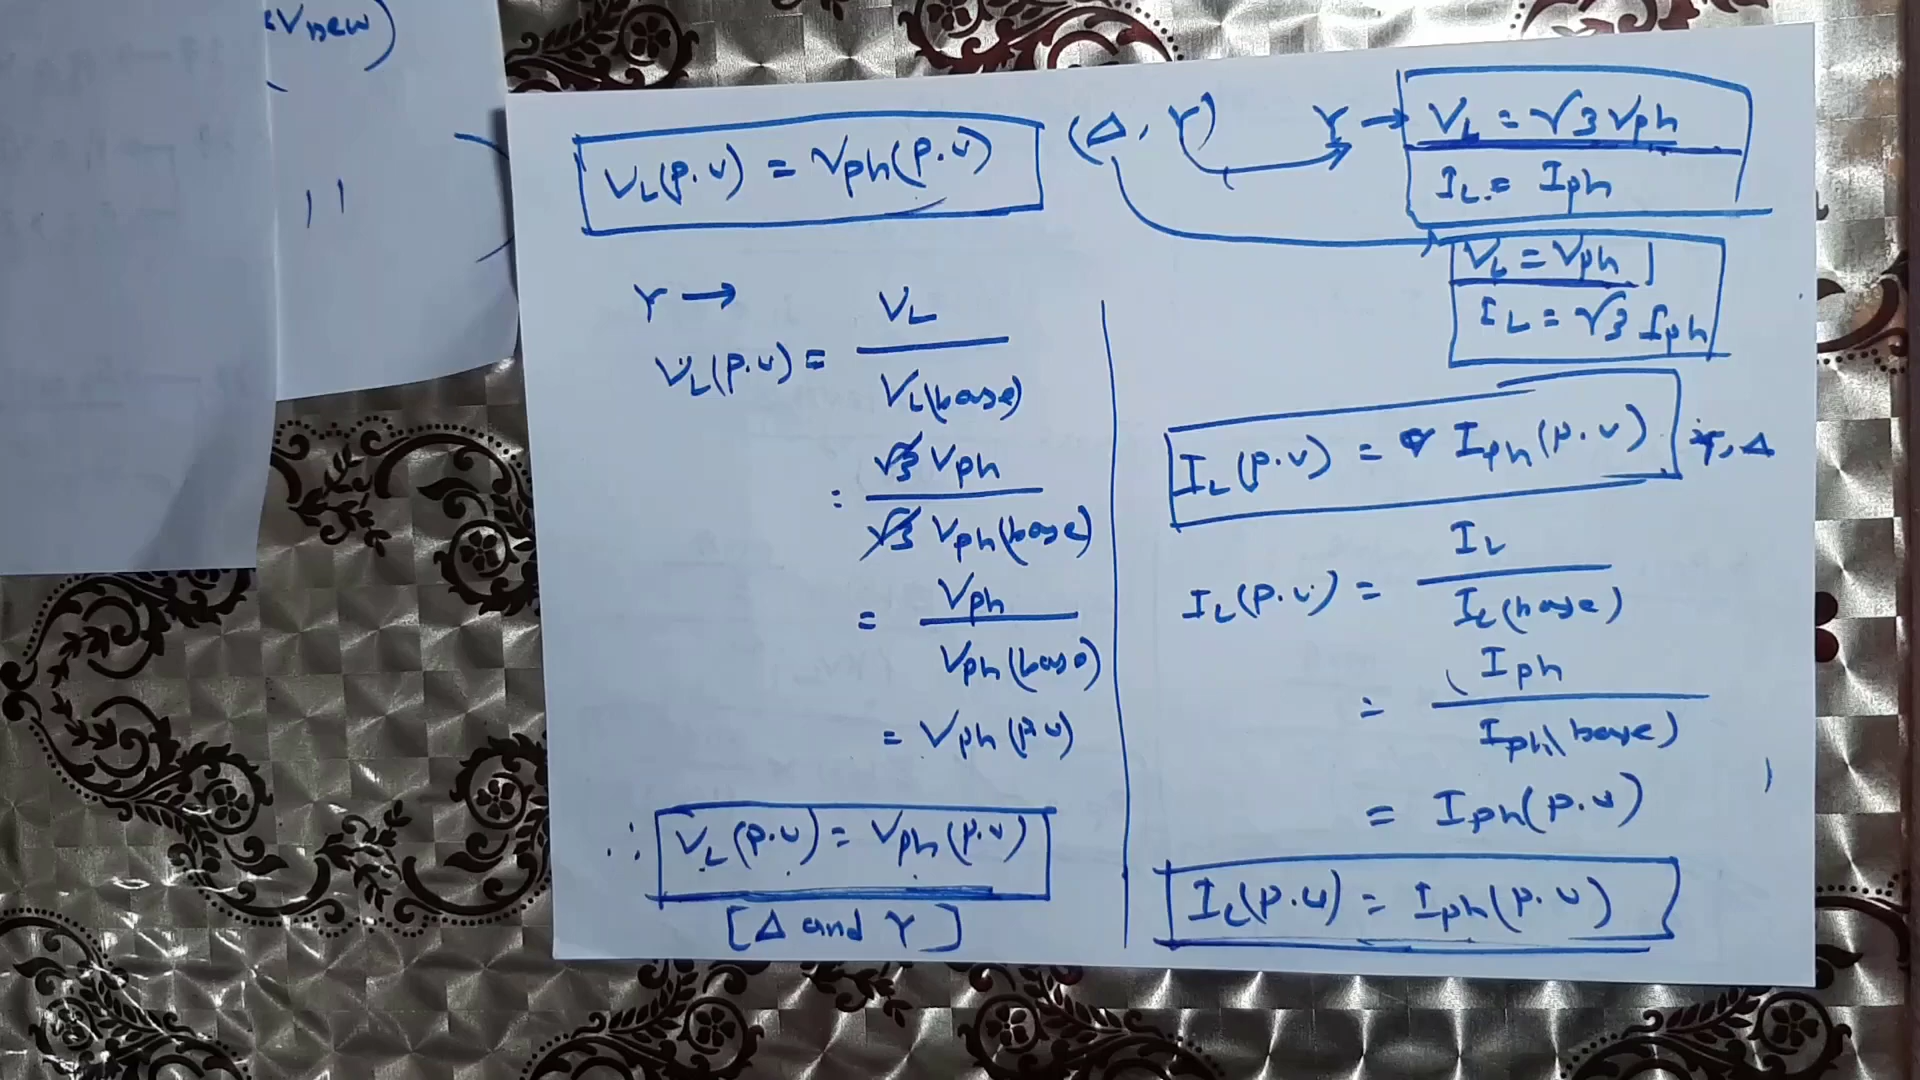 &Vnew)
VL(p.u) = Vph(p.u) (Δ, Y)
Y → VL = √3 Vph
IL = Iph
VL = Vph
IL = √3 Iph
Y →
VL(p.u) = VL / VL(base)
= √3 Vph / √3 Vph(base)
= Vph / Vph(base)
= Vph(p.u)
∴ VL(p.u) = Vph(p.u)
[Δ and Y]
IL(p.u) = Iph(p.u) Y, Δ
IL(p.u) = IL / IL(base)
= Iph / Iph(base)
= Iph(p.u)
IL(p.u) = Iph(p.u)